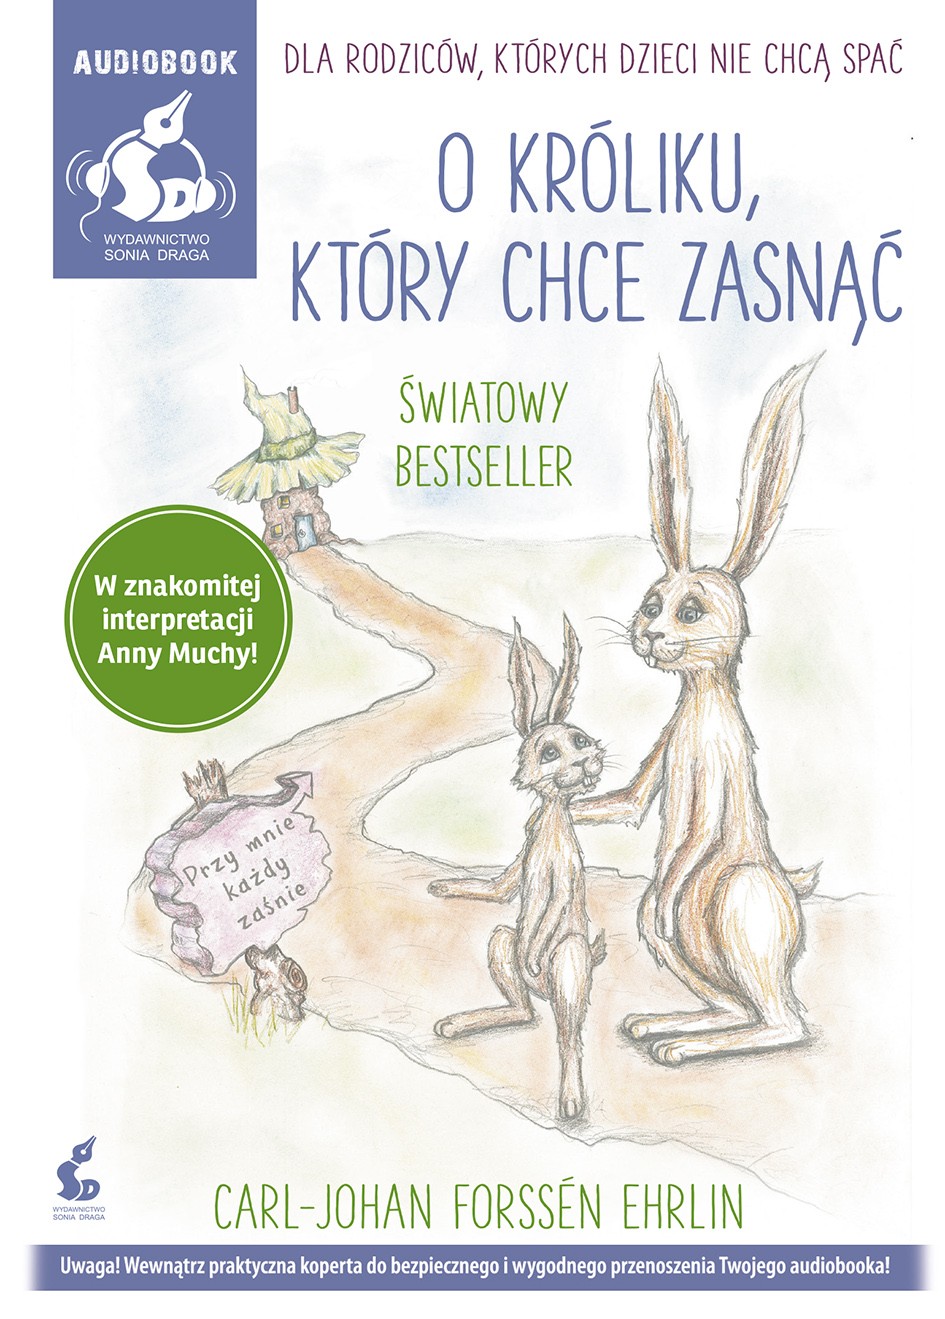 AUDIOBOOK
SD
WYDAWNICTWO
SONIA DRAGA
DLA RODZICÓW, KTÓRYCH DZIECI NIE CHCĄ SPAĆ
O KRÓLIKU,
KTÓRY CHCE ZASNĄĆ
ŚWIATOWY
BESTSELLER
W znakomitej
interpretacji
Anny Muchy!
Przy mnie
każdy
zaśnie
SD
WYDAWNICTWO
SONIA DRAGA
CARL-JOHAN FORSSÉN EHRLIN
Uwaga! Wewnątrz praktyczna koperta do bezpiecznego i wygodnego przenoszenia Twojego audiobooka!